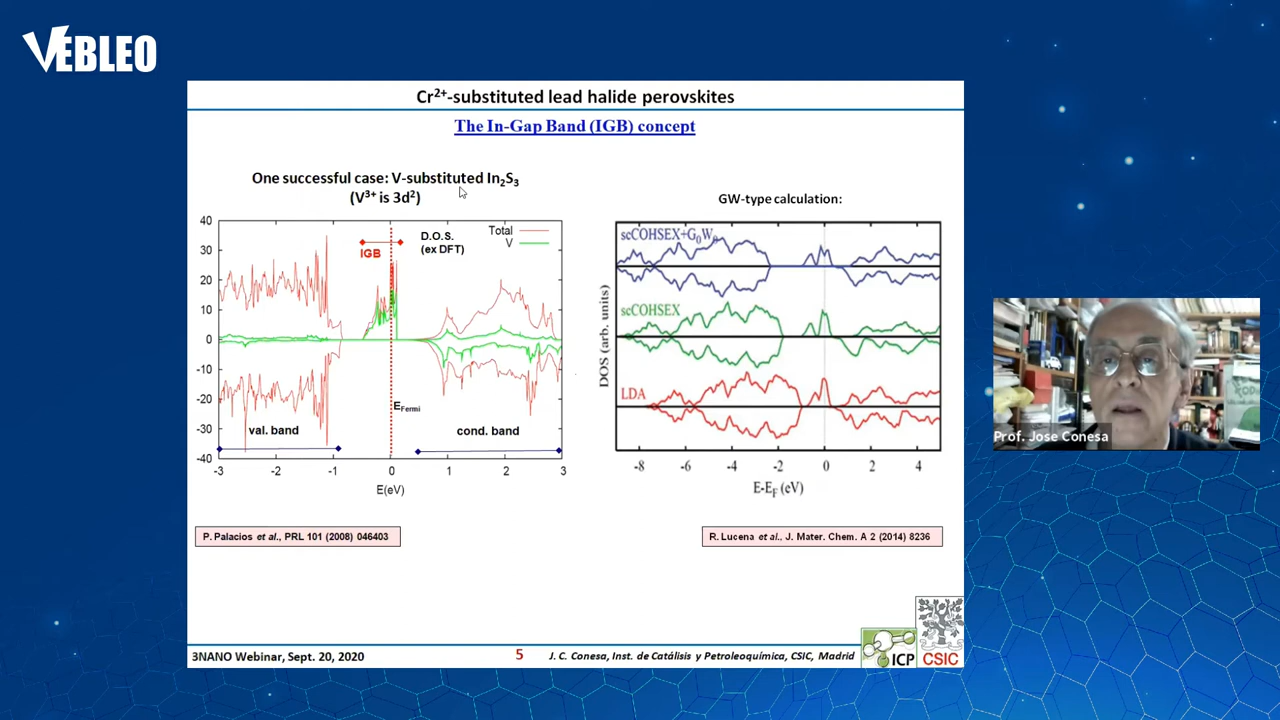 VEBLEO
Cr²⁺-substituted lead halide perovskites
The In-Gap Band (IGB) concept
One successful case: V-substituted In₂S₃
(V³⁺ is 3d²)
GW-type calculation:
40
30
20
10
0
-10
-20
-30
-40
IGB
D.O.S.
(ex DFT)
Total
V
E_Fermi
val. band
cond. band
-3 -2 -1 0 1 2 3
E(eV)
scCOHSEX+G₀W₀
scCOHSEX
LDA
DOS (arb. units)
-8 -6 -4 -2 0 2 4
E-E_F (eV)
Prof. Jose Conesa
P. Palacios et al., PRL 101 (2008) 046403
R. Lucena et al., J. Mater. Chem. A 2 (2014) 8236
3NANO Webinar, Sept. 20, 2020
5
J. C. Conesa, Inst. de Catálisis y Petroleoquímica, CSIC, Madrid
ICP
CSIC